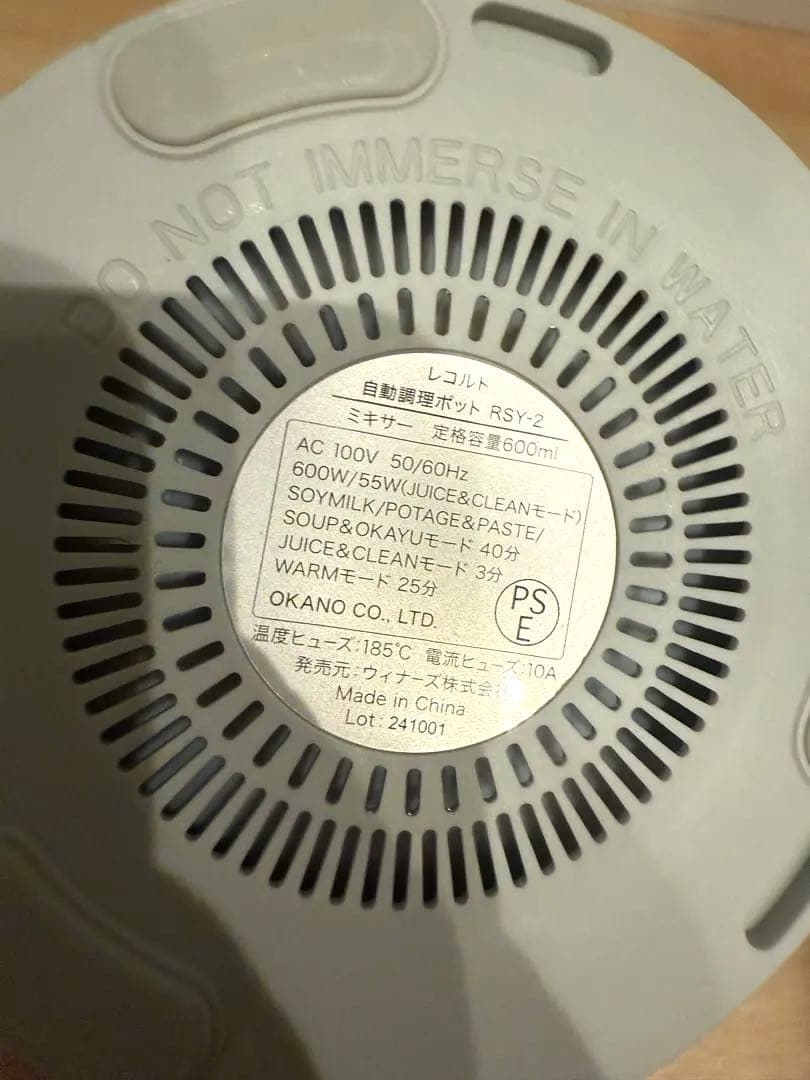 DO NOT IMMERSE IN WATER
レコルト
自動調理ポット RSY-2
ミキサー 定格容量600ml
AC 100V 50/60Hz
600W/55W(JUICE&CLEANモード)
SOYMILK/POTAGE&PASTE/
SOUP&OKAYUモード 40分
JUICE&CLEANモード 3分
WARMモード 25分
OKANO CO., LTD.
PS
E
温度ヒューズ:185℃ 電流ヒューズ:10A
発売元:ウィナーズ株式会
Made in China
Lot: 241001